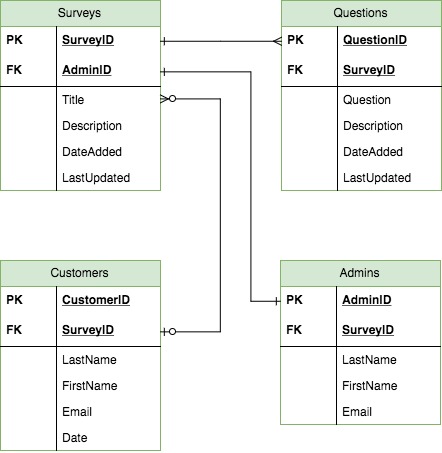 Surveys
PK SurveyID
FK AdminID
Title
Description
DateAdded
LastUpdated
Questions
PK QuestionID
FK SurveyID
Question
Description
DateAdded
LastUpdated
Customers
PK CustomerID
FK SurveyID
LastName
FirstName
Email
Date
Admins
PK AdminID
FK SurveyID
LastName
FirstName
Email